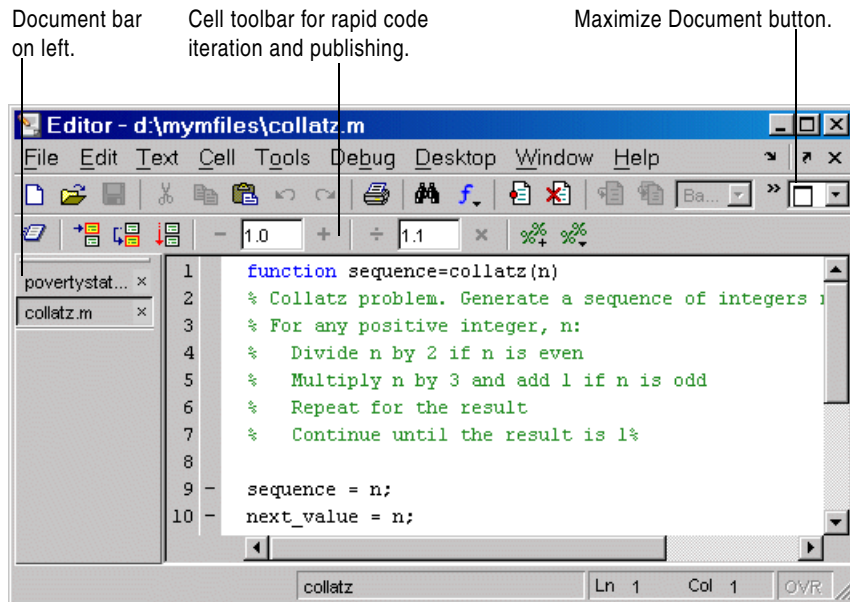 Document bar on left.
Cell toolbar for rapid code iteration and publishing.
Maximize Document button.
Editor - d:\mymfiles\collatz.m
File Edit Text Cell Tools Debug Desktop Window Help
Ba...
1.0
1.1
povertystat...
collatz.m
1 function sequence=collatz(n)
2 % Collatz problem. Generate a sequence of integers
3 % For any positive integer, n:
4 %   Divide n by 2 if n is even
5 %   Multiply n by 3 and add 1 if n is odd
6 %   Repeat for the result
7 %   Continue until the result is 1%
8
9 - sequence = n;
10 - next_value = n;
collatz Ln 1 Col 1 OVR